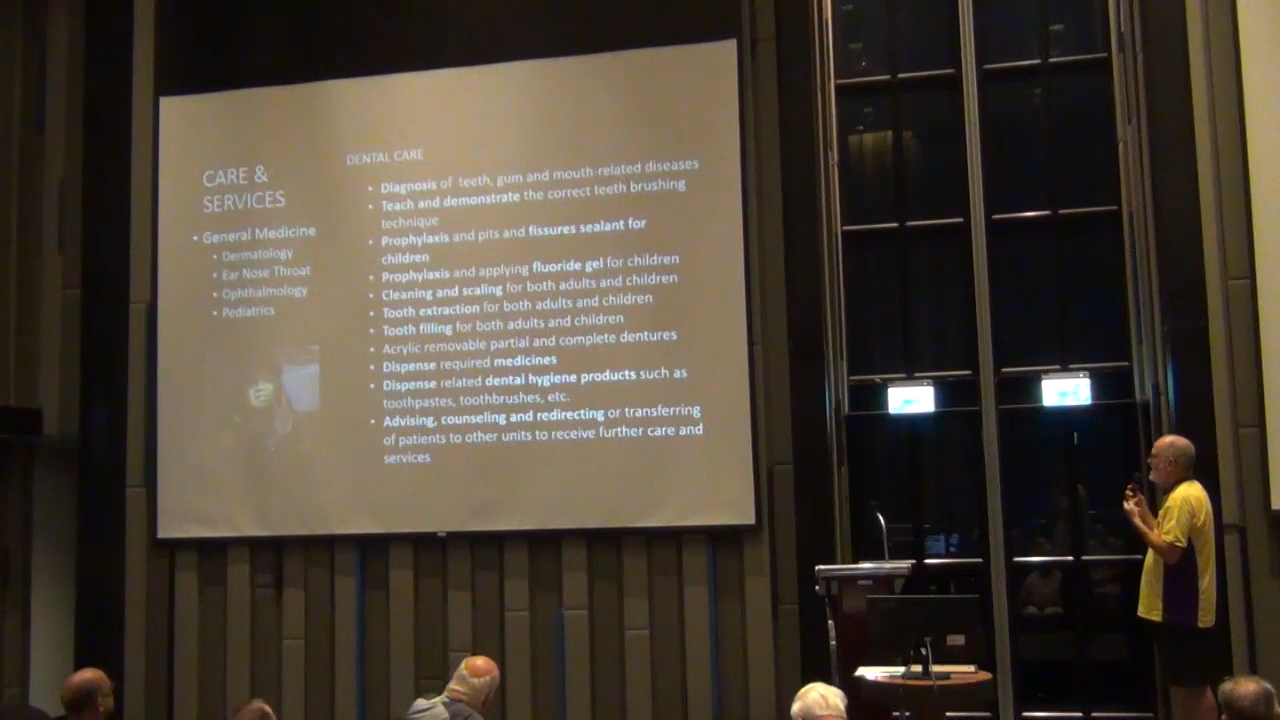 CARE &
SERVICES
• General Medicine
• Dermatology
• Ear Nose Throat
• Ophthalmology
• Pediatrics
DENTAL CARE
• Diagnosis of teeth, gum and mouth-related diseases
• Teach and demonstrate the correct teeth brushing
technique
• Prophylaxis and pits and fissures sealant for
children
• Prophylaxis and applying fluoride gel for children
• Cleaning and scaling for both adults and children
• Tooth extraction for both adults and children
• Tooth filling for both adults and children
• Acrylic removable partial and complete dentures
• Dispense required medicines
• Dispense related dental hygiene products such as
toothpastes, toothbrushes, etc.
• Advising, counseling and redirecting or transferring
of patients to other units to receive further care and
services